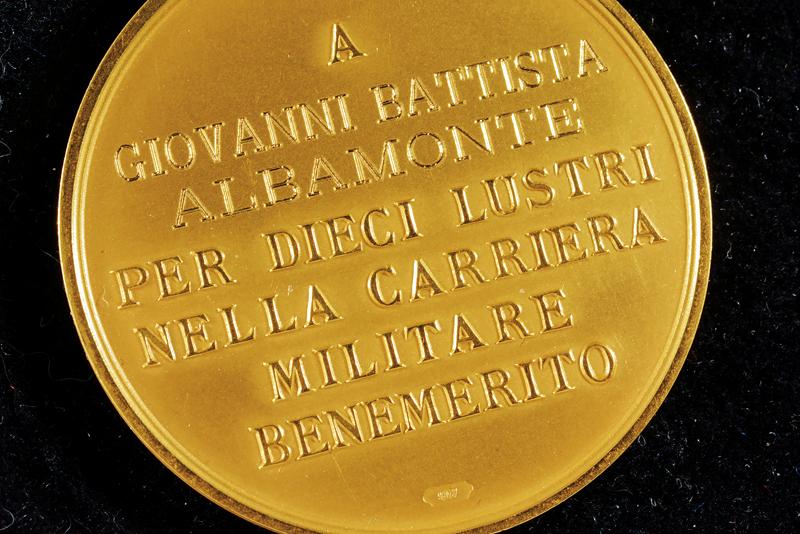 A
GIOVANNI BATTISTA
ALBAMONTE
PER DIECI LUSTRI
NELLA CARRIERA
MILITARE
BENEMERITO